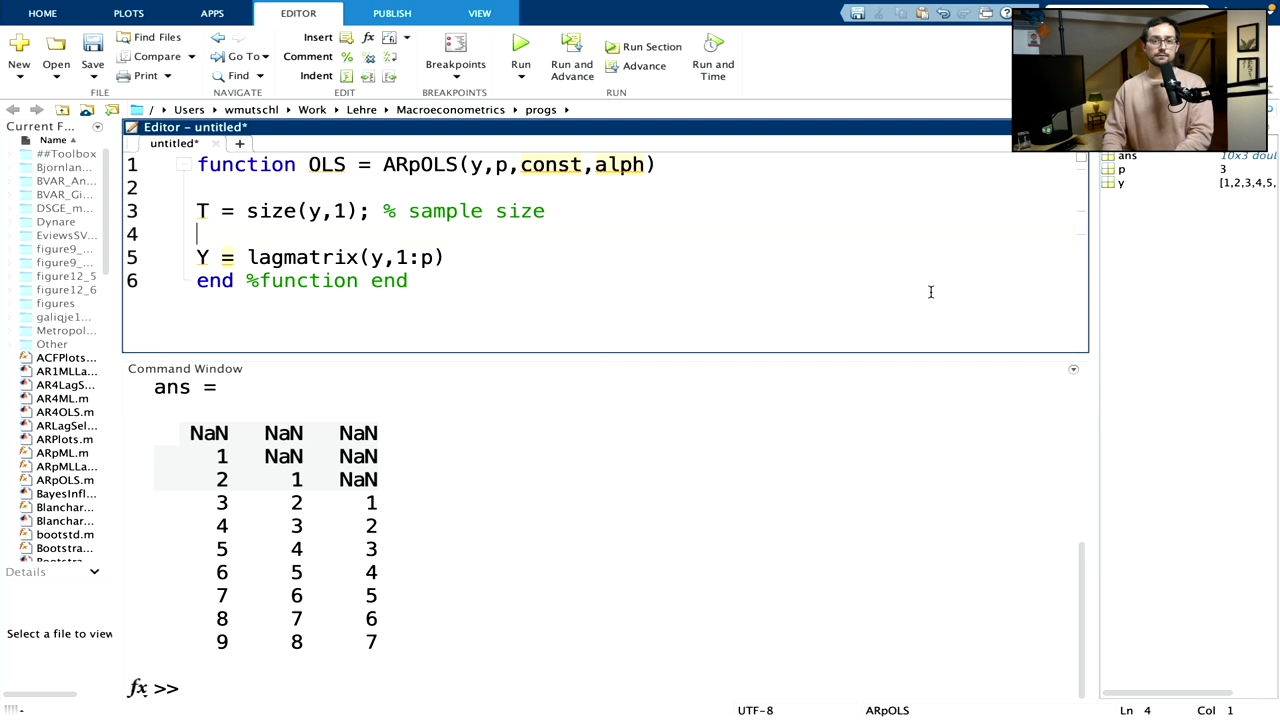 HOME PLOTS APPS EDITOR PUBLISH VIEW
New Open Save Find Files Compare Print
Go To Find
Insert fx
Comment
Indent
Breakpoints Run Run and Advance Run Section Advance Run and Time
FILE NAVIGATE EDIT BREAKPOINTS RUN
/ Users wmutschl Work Lehre Macroeconometrics progs
Current F...
Name
##Toolbox
Bjornlan...
BVAR_An...
BVAR_Gi...
DSGE_m...
Dynare
EviewsSV...
figure9_...
figure9_...
figure12_5
figure12_6
figures
galiqje1...
Metropol...
Other
ACFPlots...
AR1MLLa...
AR4LagS...
AR4ML.m
AR4OLS.m
ARLagSel...
ARPlots.m
ARpML.m
ARpMLLa...
ARpOLS.m
BayesInfl...
Blanchar...
Blanchar...
bootstd.m
Bootstra...
Details
Select a file to view
Editor - untitled*
untitled* +
1 function OLS = ARpOLS(y,p,const,alph)
2
3 T = size(y,1); % sample size
4
5 Y = lagmatrix(y,1:p)
6 end %function end
Command Window
ans =
NaN NaN NaN
1 NaN NaN
2 1 NaN
3 2 1
4 3 2
5 4 3
6 5 4
7 6 5
8 7 6
9 8 7
fx >>
ans 10x3 doul
p 3
y [1,2,3,4,5,
UTF-8 ARpOLS Ln 4 Col 1